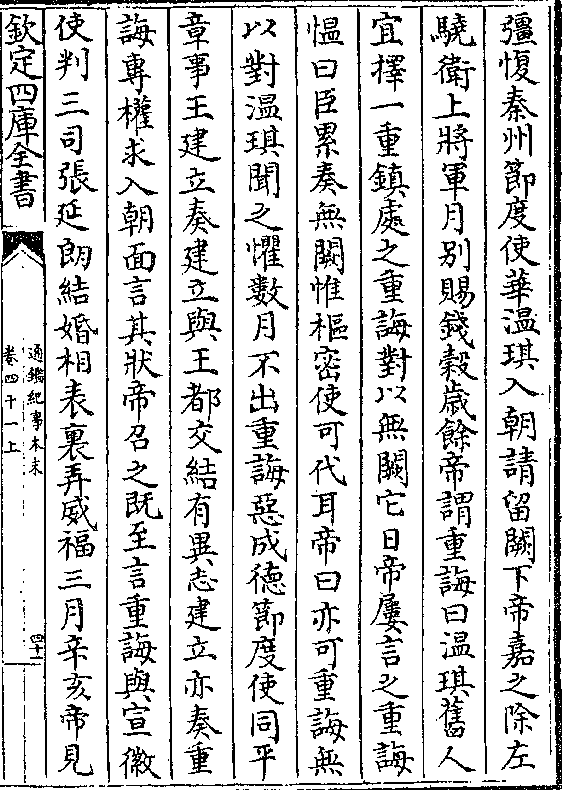 彊愎秦州節度使華温琪入朝請留闕下帝嘉之除左
驍衛上將軍月别賜錢穀歳餘帝謂重誨曰温琪舊人
宜擇一重鎮處之重誨對以無闕它日帝屢言之重誨
愠曰臣累奏無闕惟樞密使可代耳帝曰亦可重誨無
以對温琪聞之懼數月不出重誨惡成德節度使同平
章事王建立奏建立與王都交結有異志建立亦奏重
誨專權求入朝面言其狀帝召之既至言重誨與宣徽
使判三司張延朗結婚相表裏弄威福三月辛亥帝見
欽定四庫全書
通鑑紀事本末
卷四十一上
四十一